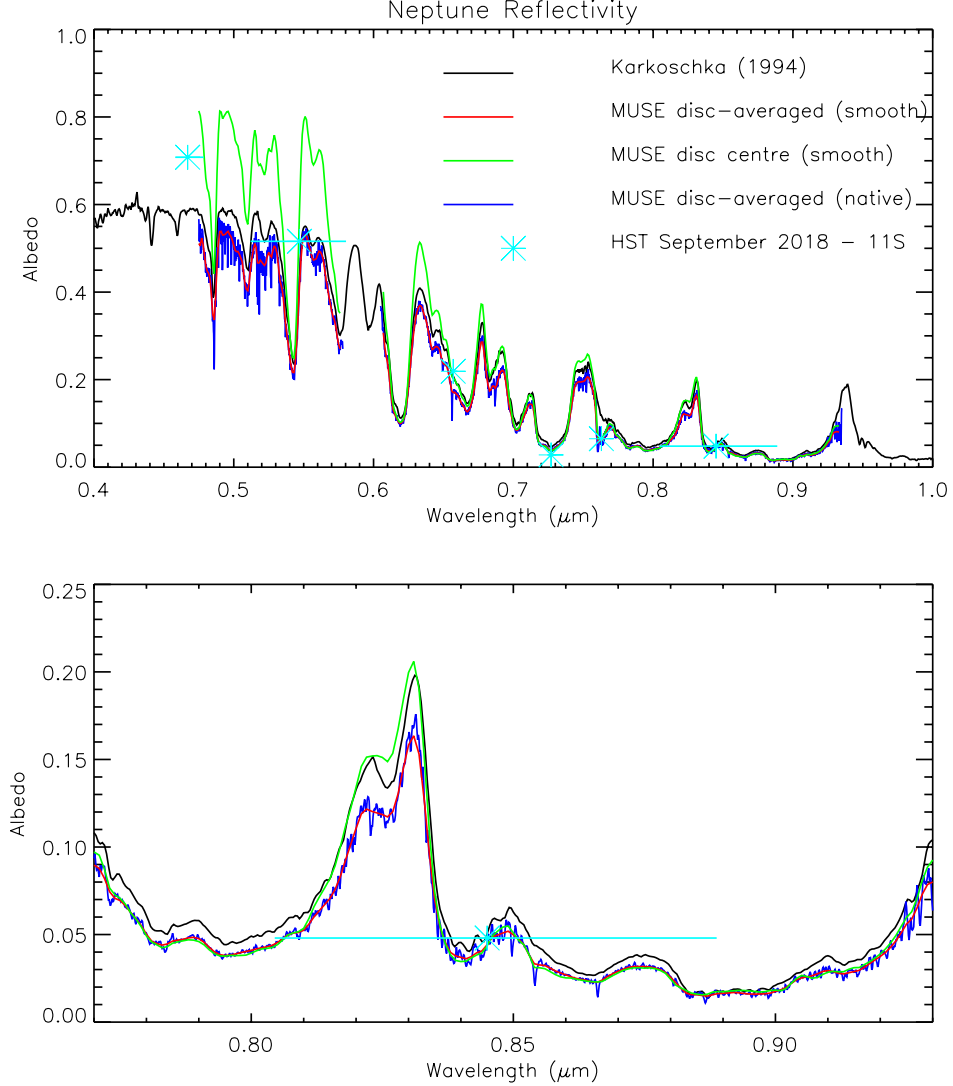 Neptune Reflectivity
1.0
0.8
0.6
0.4
0.2
0.0
Albedo
Karkoschka (1994)
MUSE disc-averaged (smooth)
MUSE disc centre (smooth)
MUSE disc-averaged (native)
HST September 2018 - 11S
0.4 0.5 0.6 0.7 0.8 0.9 1.0
Wavelength (μm)
0.25
0.20
0.15
0.10
0.05
0.00
Albedo
0.80 0.85 0.90
Wavelength (μm)